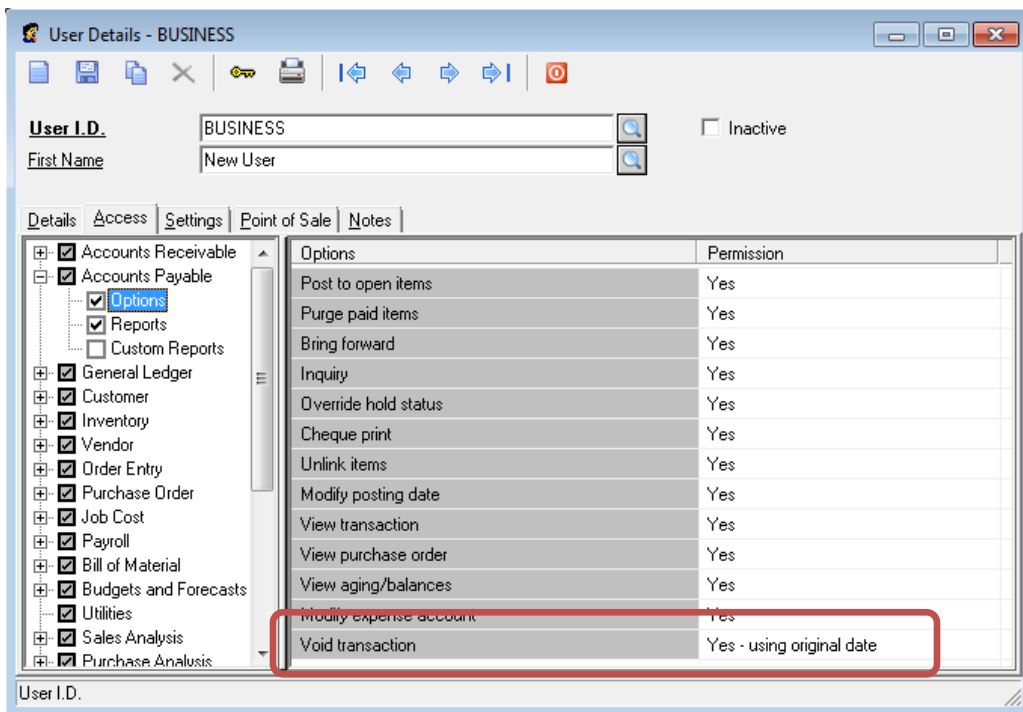 User Details - BUSINESS
User I.D. BUSINESS Inactive
First Name New User
Details Access Settings Point of Sale Notes
Accounts Receivable
Accounts Payable
Options
Reports
Custom Reports
General Ledger
Customer
Inventory
Vendor
Order Entry
Purchase Order
Job Cost
Payroll
Bill of Material
Budgets and Forecasts
Utilities
Sales Analysis
Purchase Analysis
Options Permission
Post to open items Yes
Purge paid items Yes
Bring forward Yes
Inquiry Yes
Override hold status Yes
Cheque print Yes
Unlink items Yes
Modify posting date Yes
View transaction Yes
View purchase order Yes
View aging/balances Yes
Modify expense account Yes
Void transaction Yes - using original date
User I.D.